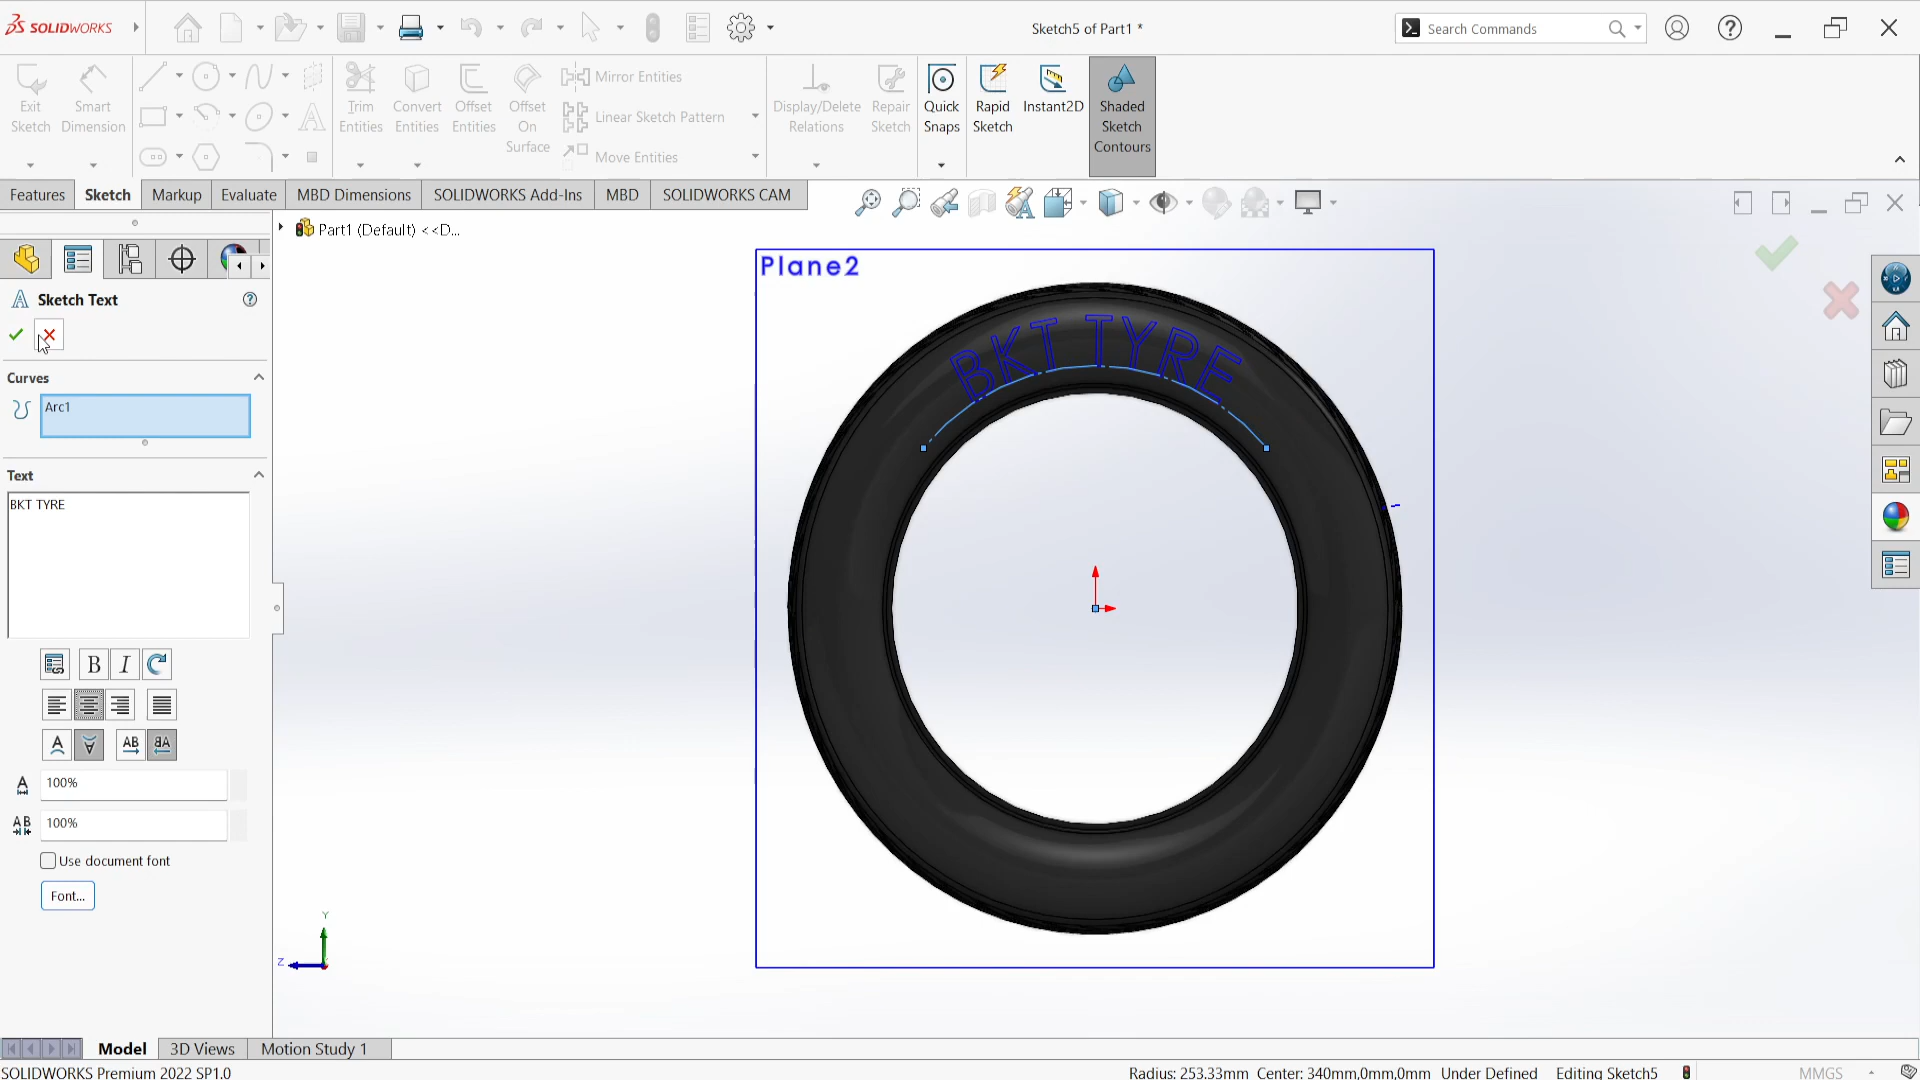 SOLIDWORKS
Sketch5 of Part1 *
Search Commands
Exit Sketch
Smart Dimension
Trim Entities
Convert Entities
Offset Entities
Offset On Surface
Mirror Entities
Linear Sketch Pattern
Move Entities
Display/Delete Relations
Repair Sketch
Quick Snaps
Rapid Sketch
Instant2D
Shaded Sketch Contours
Features
Sketch
Markup
Evaluate
MBD Dimensions
SOLIDWORKS Add-Ins
MBD
SOLIDWORKS CAM
Part1 (Default) <<D...
Sketch Text
Curves
Arc1
Text
BKT TYRE
B I
AB
100%
AB
100%
Use document font
Font...
Plane2
BKT TYRE
Y
Z
Model
3D Views
Motion Study 1
SOLIDWORKS Premium 2022 SP1.0
Radius: 253.33mm Center: 340mm,0mm,0mm
Under Defined
Editing Sketch5
MMGS